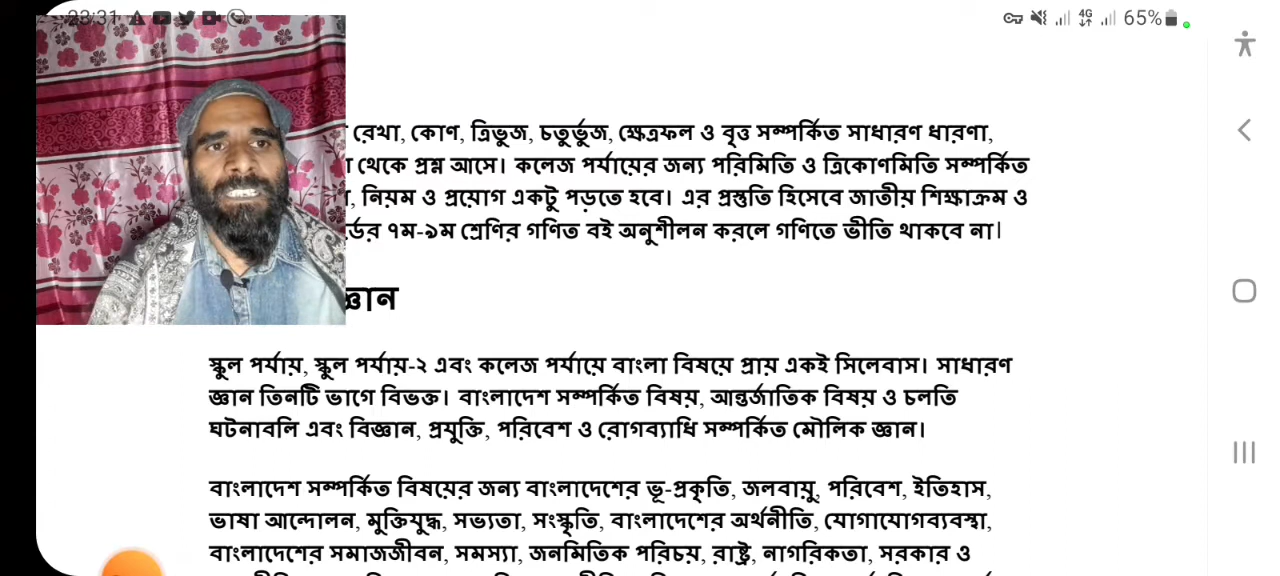 23:31 4G 65%
রেখা, কোণ, ত্রিভুজ, চতুর্ভুজ, ক্ষেত্রফল ও বৃত্ত সম্পর্কিত সাধারণ ধারণা,
থেকে প্রশ্ন আসে। কলেজ পর্যায়ের জন্য পরিমিতি ও ত্রিকোণমিতি সম্পর্কিত
, নিয়ম ও প্রয়োগ একটু পড়তে হবে। এর প্রস্তুতি হিসেবে জাতীয় শিক্ষাক্রম ও
র্ডের ৭ম-৯ম শ্রেণির গণিত বই অনুশীলন করলে গণিতে ভীতি থাকবে না।
জ্ঞান
স্কুল পর্যায়, স্কুল পর্যায়-২ এবং কলেজ পর্যায়ে বাংলা বিষয়ে প্রায় একই সিলেবাস। সাধারণ
জ্ঞান তিনটি ভাগে বিভক্ত। বাংলাদেশ সম্পর্কিত বিষয়, আন্তর্জাতিক বিষয় ও চলতি
ঘটনাবলি এবং বিজ্ঞান, প্রযুক্তি, পরিবেশ ও রোগব্যাধি সম্পর্কিত মৌলিক জ্ঞান।
বাংলাদেশ সম্পর্কিত বিষয়ের জন্য বাংলাদেশের ভূ-প্রকৃতি, জলবায়ু, পরিবেশ, ইতিহাস,
ভাষা আন্দোলন, মুক্তিযুদ্ধ, সভ্যতা, সংস্কৃতি, বাংলাদেশের অর্থনীতি, যোগাযোগব্যবস্থা,
বাংলাদেশের সমাজজীবন, সমস্যা, জনমিতিক পরিচয়, রাষ্ট্র, নাগরিকতা, সরকার ও